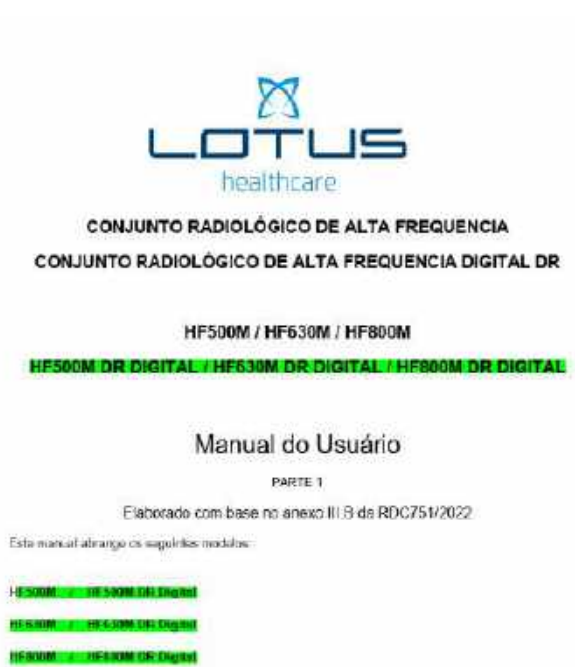 LOTUS
healthcare
CONJUNTO RADIOLÓGICO DE ALTA FREQUENCIA
CONJUNTO RADIOLÓGICO DE ALTA FREQUENCIA DIGITAL DR
HF500M / HF630M / HF800M
HF500M DR DIGITAL / HF630M DR DIGITAL / HF800M DR DIGITAL
Manual do Usuário
PARTE 1
Elaborado com base no anexo III.B da RDC751/2022
Este manual abrange os seguintes modelos:
HF500M / HF500M DR Digital
HF630M / HF630M DR Digital
HF800M / HF800M DR Digital